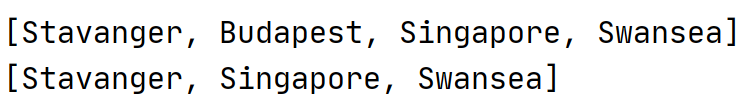 [Stavanger, Budapest, Singapore, Swansea]
[Stavanger, Singapore, Swansea]